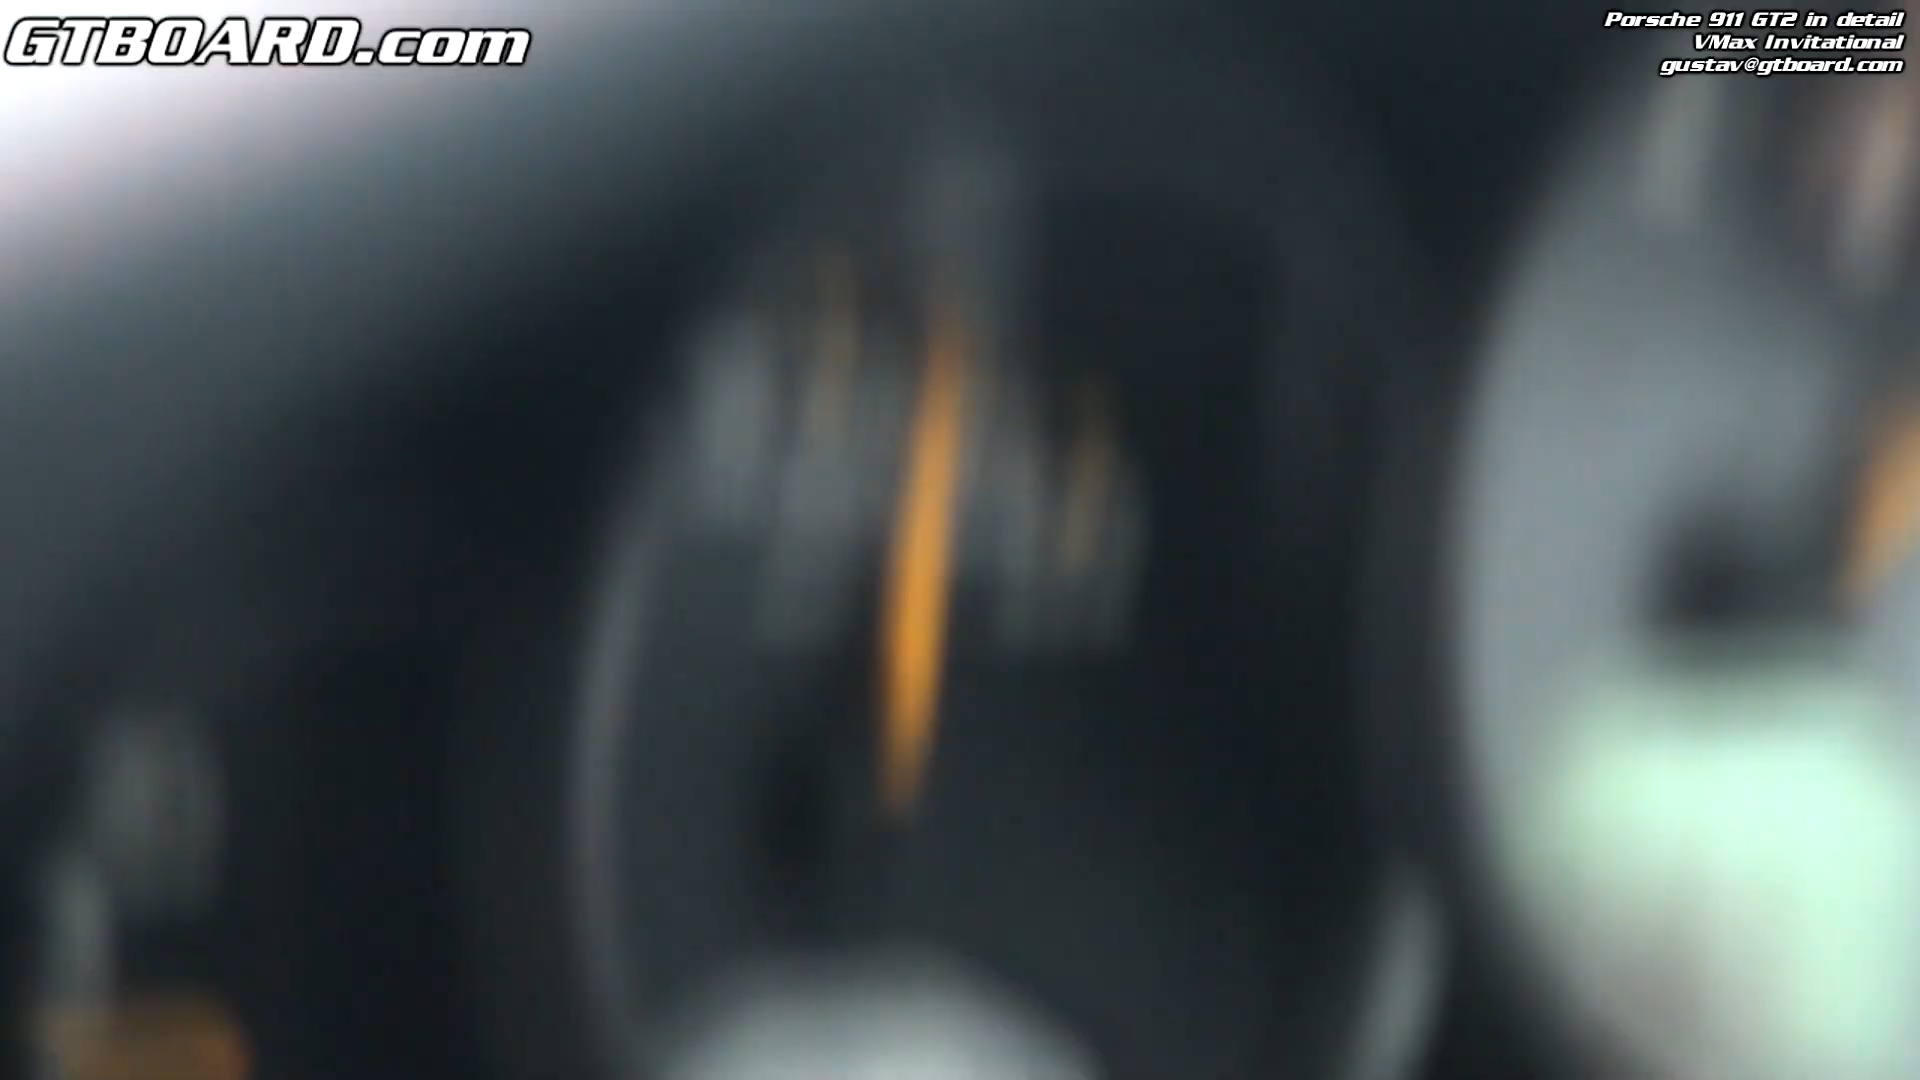 GTBOARD.com
Porsche 911 GT2 in detail
VMax Invitational
gustav@gtboard.com